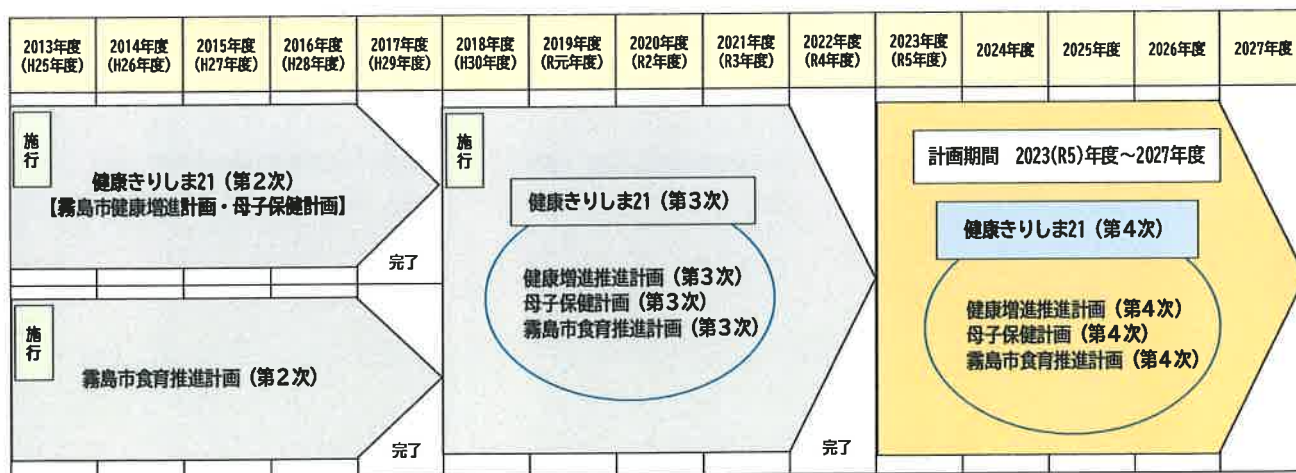 2013年度
(H25年度)
2014年度
(H26年度)
2015年度
(H27年度)
2016年度
(H28年度)
2017年度
(H29年度)
2018年度
(H30年度)
2019年度
(R元年度)
2020年度
(R2年度)
2021年度
(R3年度)
2022年度
(R4年度)
2023年度
(R5年度)
2024年度
2025年度
2026年度
2027年度
施行
健康きりしま21（第２次）
【霧島市健康増進計画・母子保健計画】
完了
施行
霧島市食育推進計画（第２次）
完了
施行
健康きりしま21（第３次）
健康増進推進計画（第３次）
母子保健計画（第３次）
霧島市食育推進計画（第３次）
完了
計画期間　2023(R5)年度～2027年度
健康きりしま21（第４次）
健康増進推進計画（第４次）
母子保健計画（第４次）
霧島市食育推進計画（第４次）